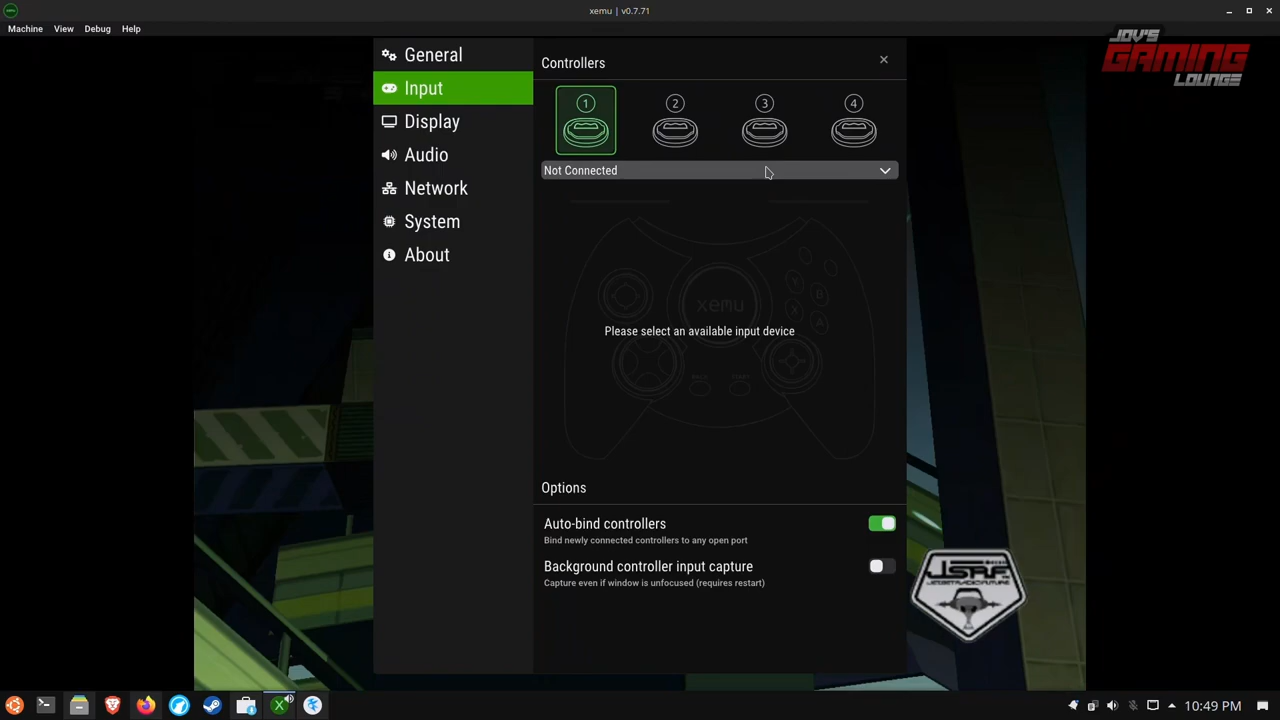 xemu | v0.7.71
Machine View Debug Help
JOV'S
GAMING
LOUNGE
General
Input
Display
Audio
Network
System
About
Controllers
1 2 3 4
Not Connected
Y
B
X
A
xemu
Please select an available input device
BACK START
Options
Auto-bind controllers
Bind newly connected controllers to any open port
Background controller input capture
Capture even if window is unfocused (requires restart)
JSRF
10:49 PM